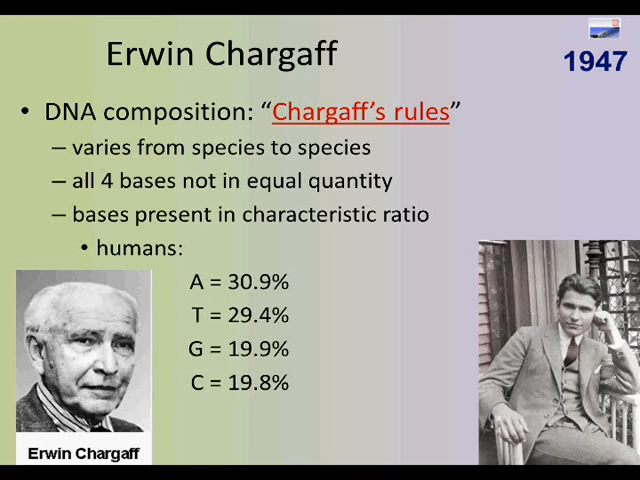 Erwin Chargaff
1947
• DNA composition: “Chargaff’s rules”
– varies from species to species
– all 4 bases not in equal quantity
– bases present in characteristic ratio
• humans:
A = 30.9%
T = 29.4%
G = 19.9%
C = 19.8%
Erwin Chargaff